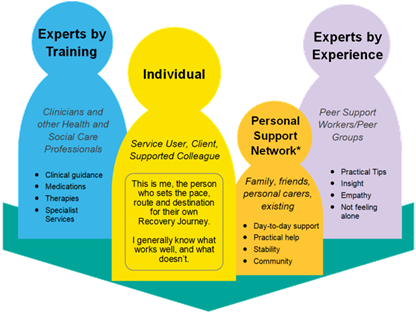 Experts by
Training
Clinicians and
other Health and
Social Care
Professionals
• Clinical guidance
• Medications
• Therapies
• Specialist
Services
Individual
Service User, Client,
Supported Colleague
This is me, the person
who sets the pace,
route and destination
for their own
Recovery Journey.
I generally know what
works well, and what
doesn't.
Personal
Support
Network*
Family, friends,
personal carers,
existing
• Day-to-day support
• Practical help
• Stability
• Community
Experts by
Experience
Peer Support
Workers/Peer
Groups
• Practical Tips
• Insight
• Empathy
• Not feeling
alone